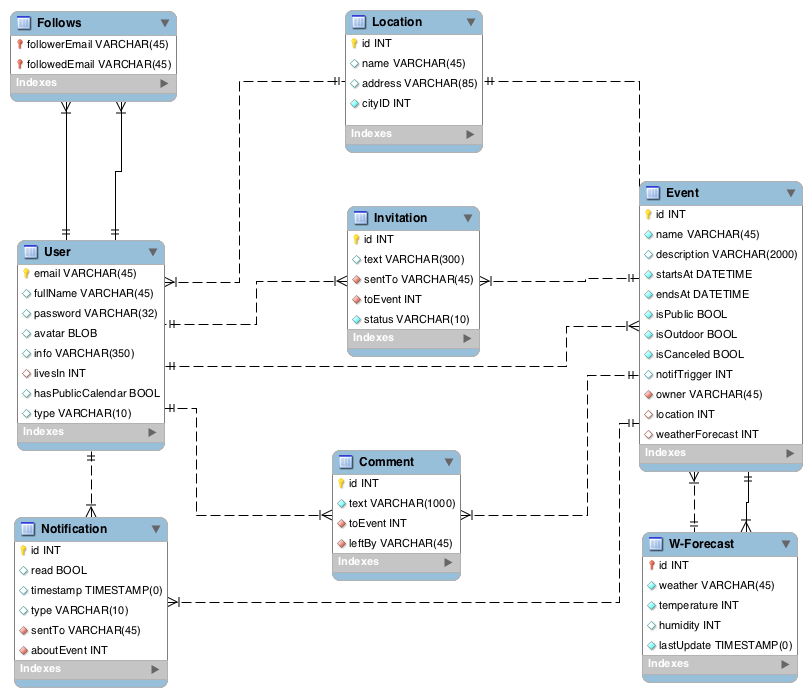 Follows
followerEmail VARCHAR(45)
followedEmail VARCHAR(45)
Indexes
Location
id INT
name VARCHAR(45)
address VARCHAR(85)
cityID INT
Indexes
Event
id INT
name VARCHAR(45)
description VARCHAR(2000)
startsAt DATETIME
endsAt DATETIME
isPublic BOOL
isOutdoor BOOL
isCanceled BOOL
notifTrigger INT
owner VARCHAR(45)
location INT
weatherForecast INT
Indexes
Invitation
id INT
text VARCHAR(300)
sentTo VARCHAR(45)
toEvent INT
status VARCHAR(10)
Indexes
User
email VARCHAR(45)
fullName VARCHAR(45)
password VARCHAR(32)
avatar BLOB
info VARCHAR(350)
livesIn INT
hasPublicCalendar BOOL
type VARCHAR(10)
Indexes
Comment
id INT
text VARCHAR(1000)
toEvent INT
leftBy VARCHAR(45)
Indexes
Notification
id INT
read BOOL
timestamp TIMESTAMP(0)
type VARCHAR(10)
sentTo VARCHAR(45)
aboutEvent INT
Indexes
W-Forecast
id INT
weather VARCHAR(45)
temperature INT
humidity INT
lastUpdate TIMESTAMP(0)
Indexes